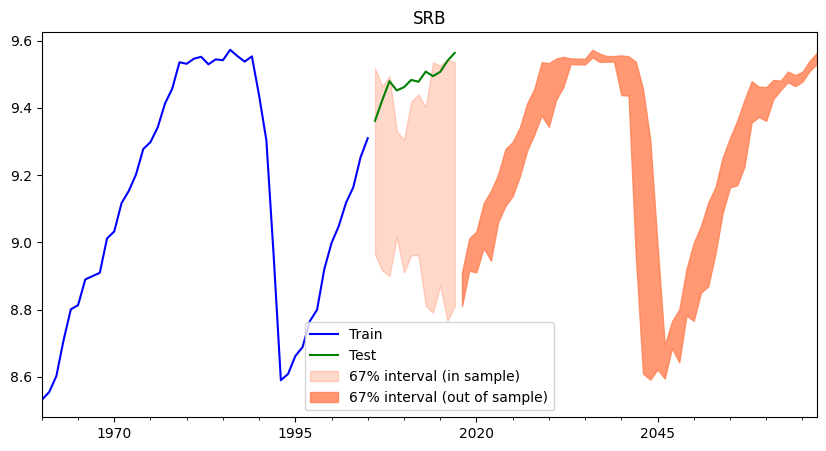 SRB
9.6
9.4
9.2
9.0
8.8
8.6
Train
Test
67% interval (in sample)
67% interval (out of sample)
1970
1995
2020
2045